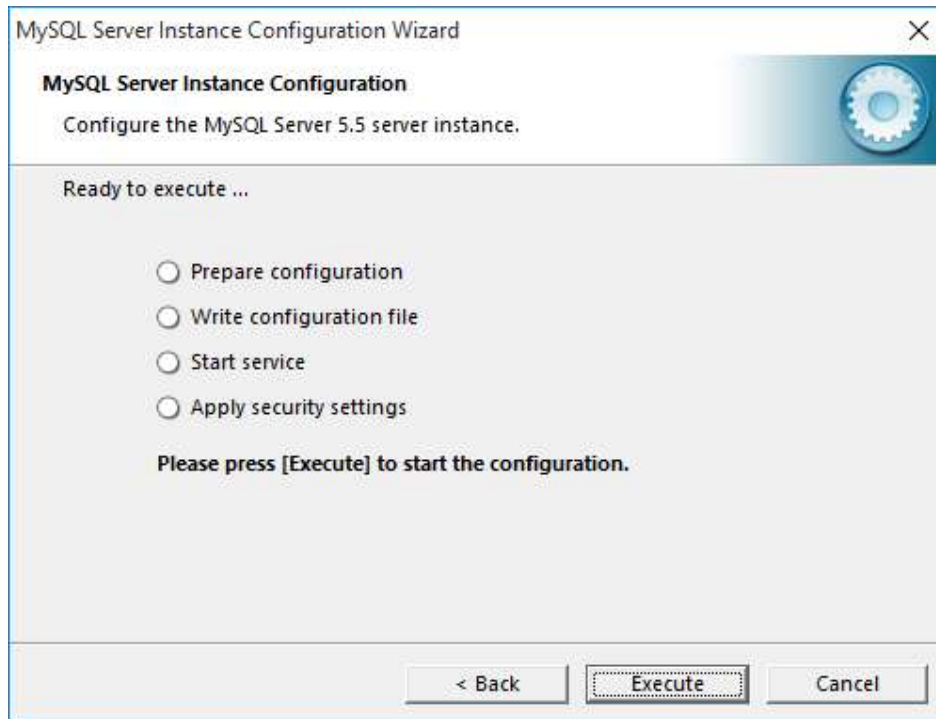 MySQL Server Instance Configuration Wizard
MySQL Server Instance Configuration
Configure the MySQL Server 5.5 server instance.
Ready to execute ...
Prepare configuration
Write configuration file
Start service
Apply security settings
Please press [Execute] to start the configuration.
< Back Execute Cancel